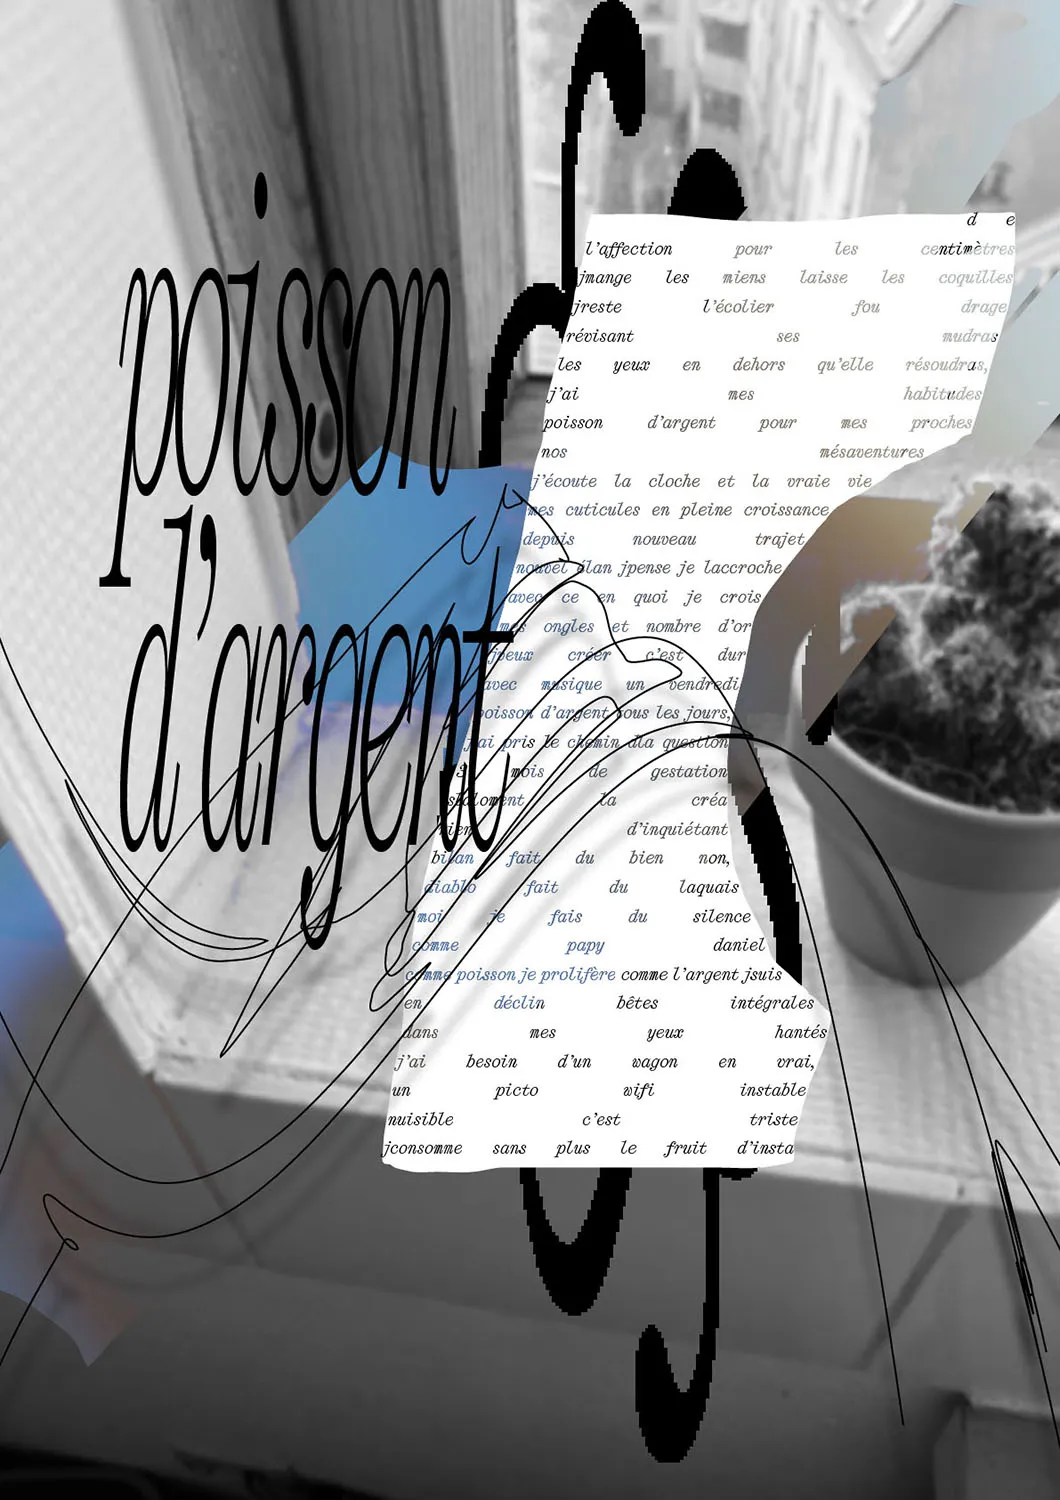 poisson
d'argent
d e
l'affection pour les centimètres
jmange les miens laisse les coquilles
jreste l'écolier fou drage
révisant ses mudras
les yeux en dehors qu'elle résoudras,
j'ai mes habitudes
poisson d'argent pour mes proches
nos mésaventures
j'écoute la cloche et la vraie vie
mes cuticules en pleine croissance
depuis nouveau trajet
nouvel élan jpense je laccroche
avec ce en quoi je crois
mes ongles et nombre d'or
jpeux créer c'est dur
avec musique un vendredi
poisson d'argent tous les jours,
j'ai pris le chemin dla question
3 mois de gestation
la créa
rien d'inquiétant
bilan fait du bien non,
diablo fait du laquais
moi je fais du silence
comme papy daniel
comme poisson je prolifère comme l'argent jsuis
en déclin bêtes intégrales
dans mes yeux hantés
j'ai besoin d'un wagon en vrai,
un picto wifi instable
nuisible c'est triste
jconsomme sans plus le fruit d'insta